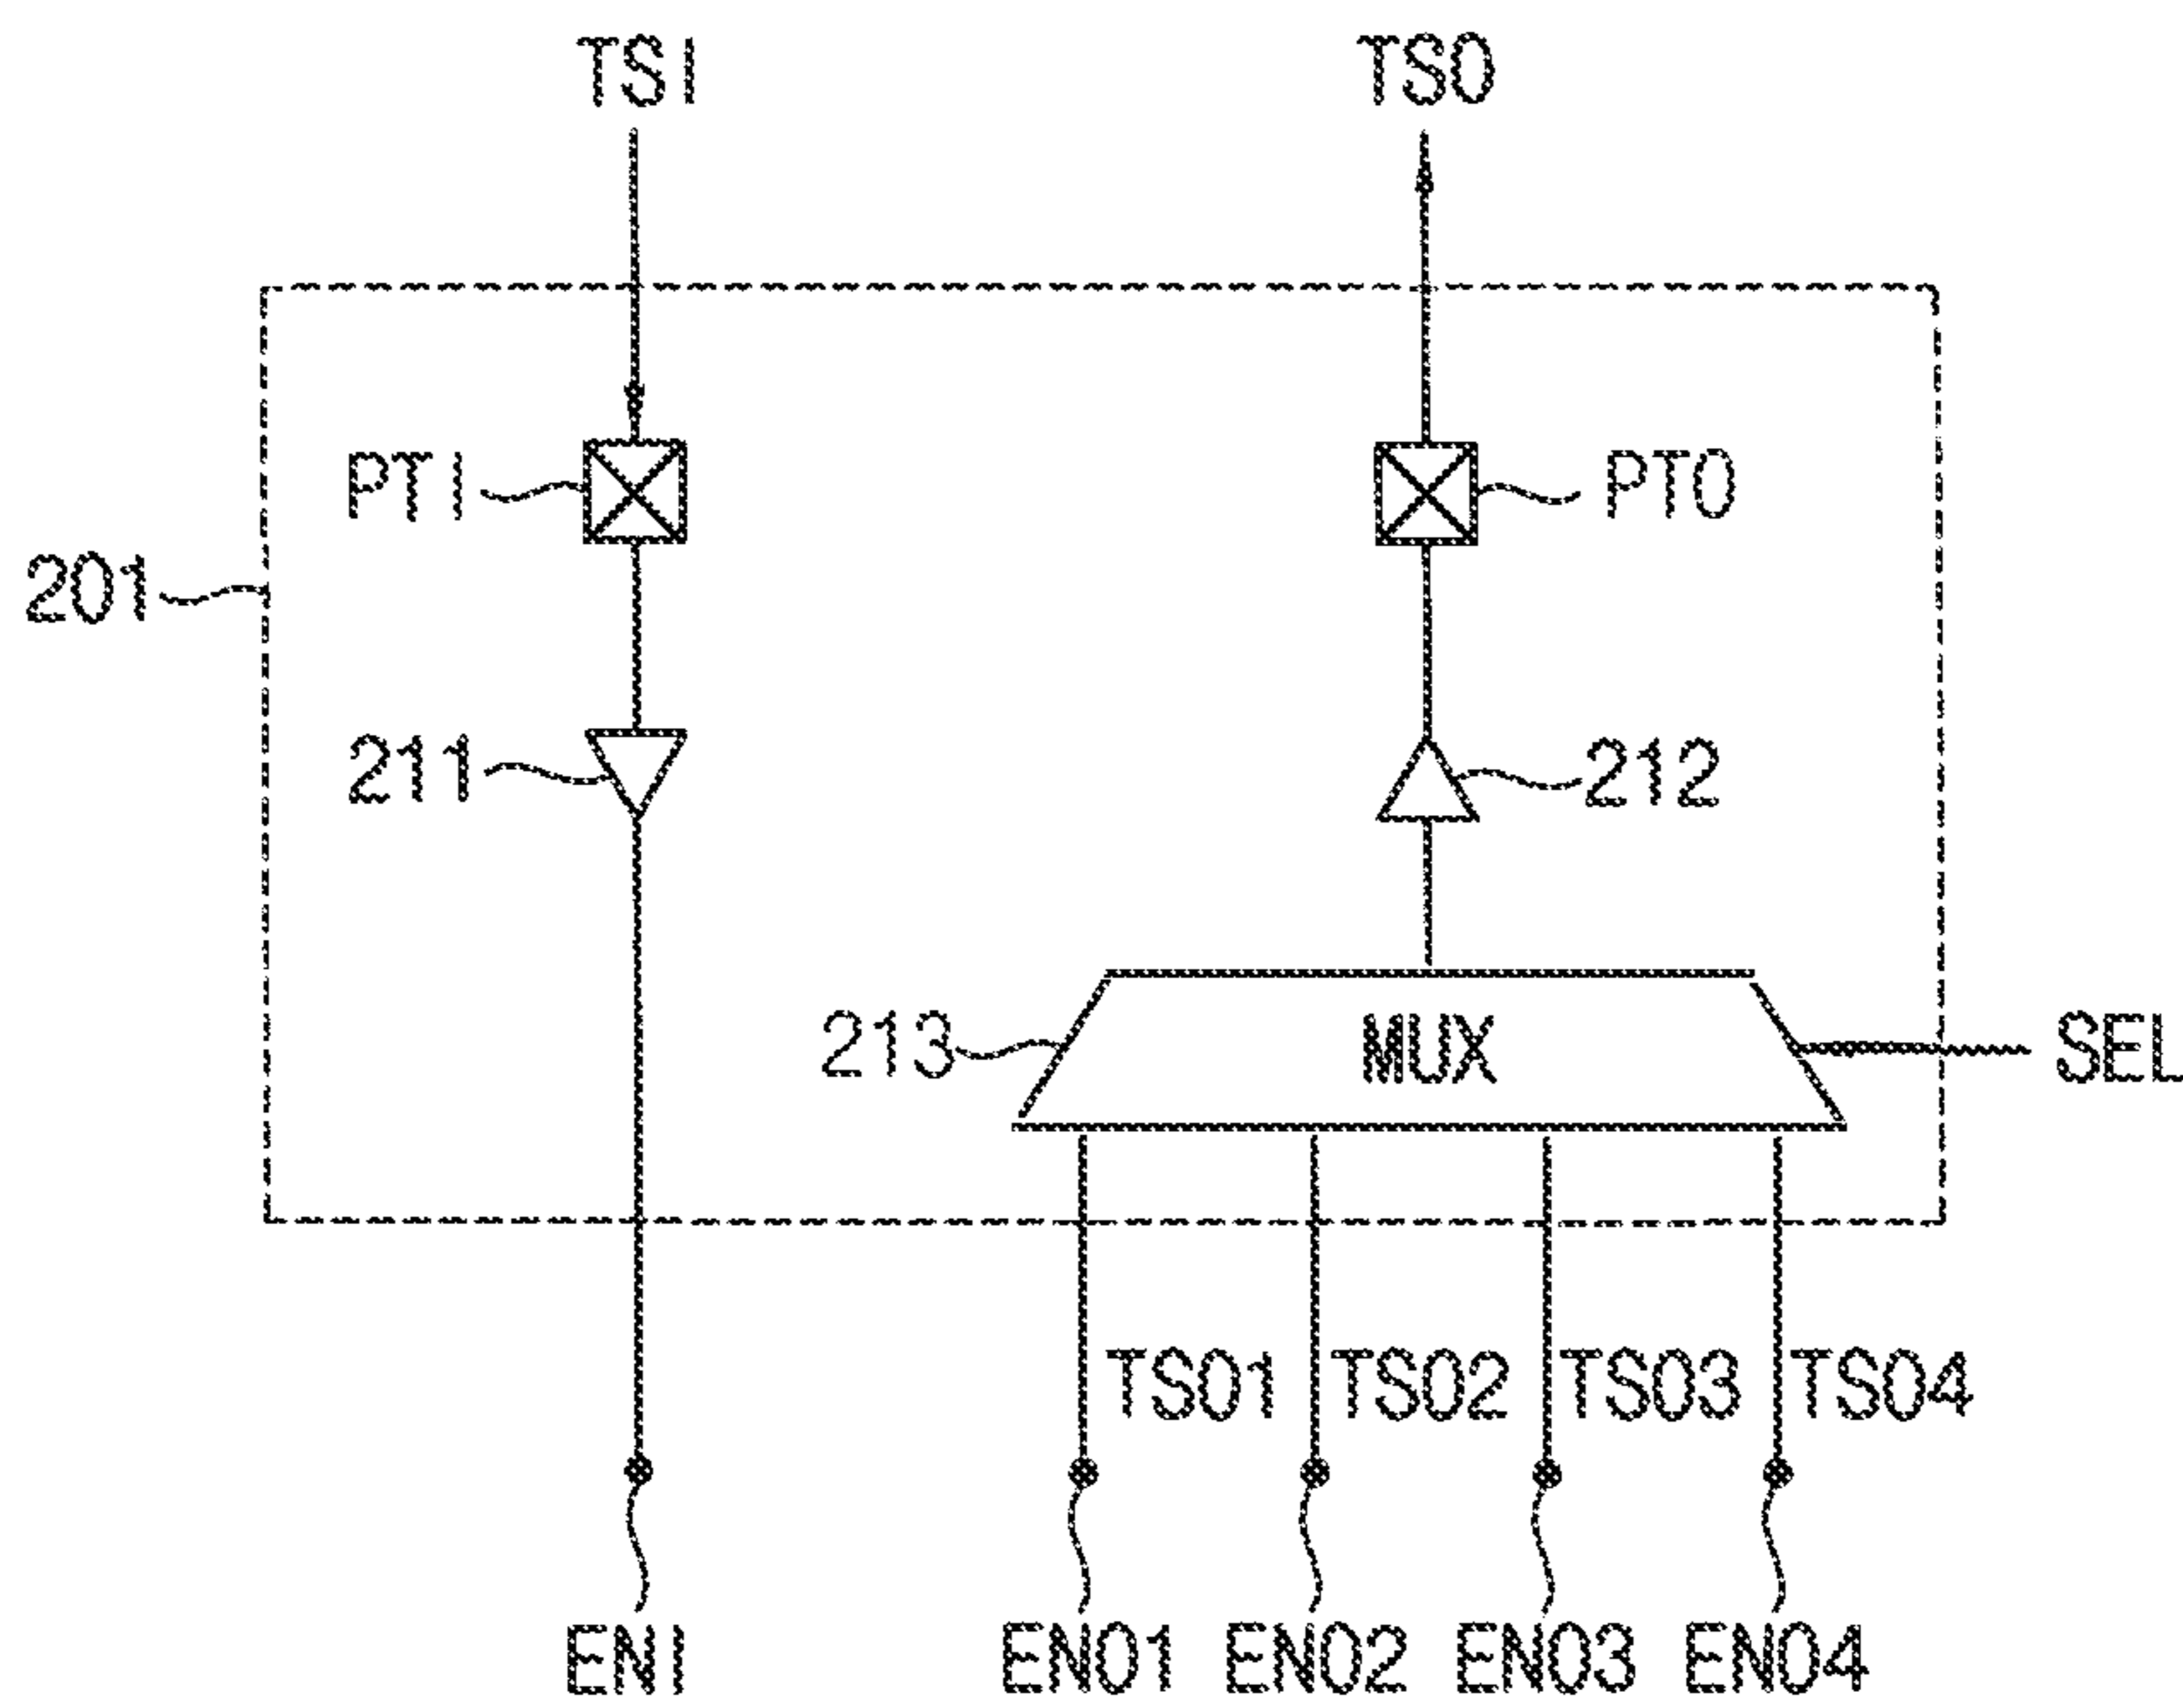 TSI TSO
PTI PTO
201
211 212
213 MUX SEL
TSO1 TSO2 TSO3 TSO4
ENI ENO1 ENO2 ENO3 ENO4